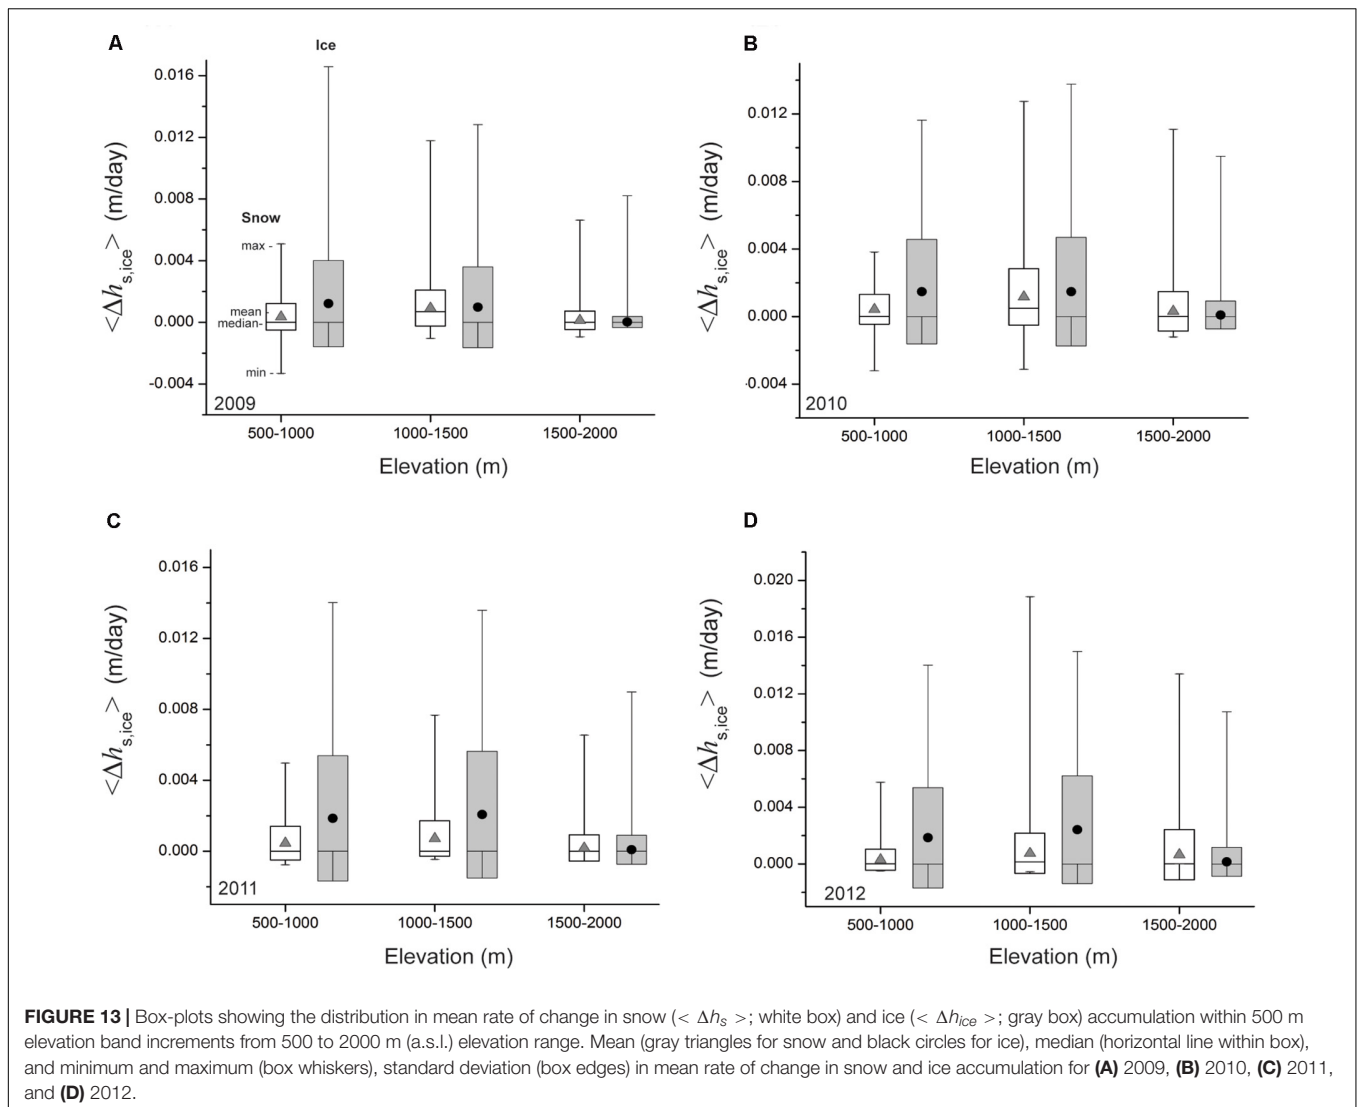 A
B
Ice
0.016
0.012
0.008
0.004
0.000
-0.004
<Δh s,ice> (m/day)
Snow
max
mean
median
min
2009
500-1000 1000-1500 1500-2000
Elevation (m)
0.012
0.008
0.004
0.000
-0.004
<Δh s,ice> (m/day)
2010
500-1000 1000-1500 1500-2000
Elevation (m)
C
D
0.016
0.012
0.008
0.004
0.000
<Δh s,ice> (m/day)
2011
500-1000 1000-1500 1500-2000
Elevation (m)
0.020
0.016
0.012
0.008
0.004
0.000
<Δh s,ice> (m/day)
2012
500-1000 1000-1500 1500-2000
Elevation (m)
FIGURE 13 | Box-plots showing the distribution in mean rate of change in snow (< Δhs >; white box) and ice (< Δhice >; gray box) accumulation within 500 m
elevation band increments from 500 to 2000 m (a.s.l.) elevation range. Mean (gray triangles for snow and black circles for ice), median (horizontal line within box),
and minimum and maximum (box whiskers), standard deviation (box edges) in mean rate of change in snow and ice accumulation for (A) 2009, (B) 2010, (C) 2011,
and (D) 2012.